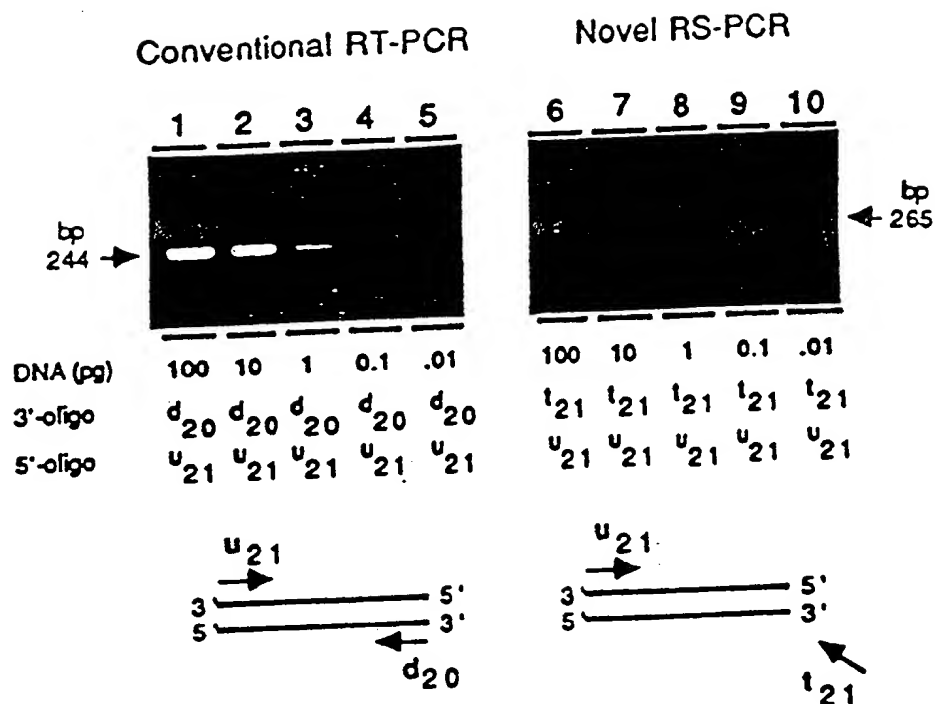 Conventional RT-PCR
Novel RS-PCR
1 2 3 4 5
6 7 8 9 10
bp
244
bp
265
DNA (pg) 100 10 1 0.1 .01
100 10 1 0.1 .01
3'-oligo d20 d20 d20 d20 d20
t21 t21 t21 t21 t21
5'-oligo u21 u21 u21 u21 u21
u21 u21 u21 u21 u21
u21
3 5'
5 3'
d20
u21
3 5'
5 3'
t21